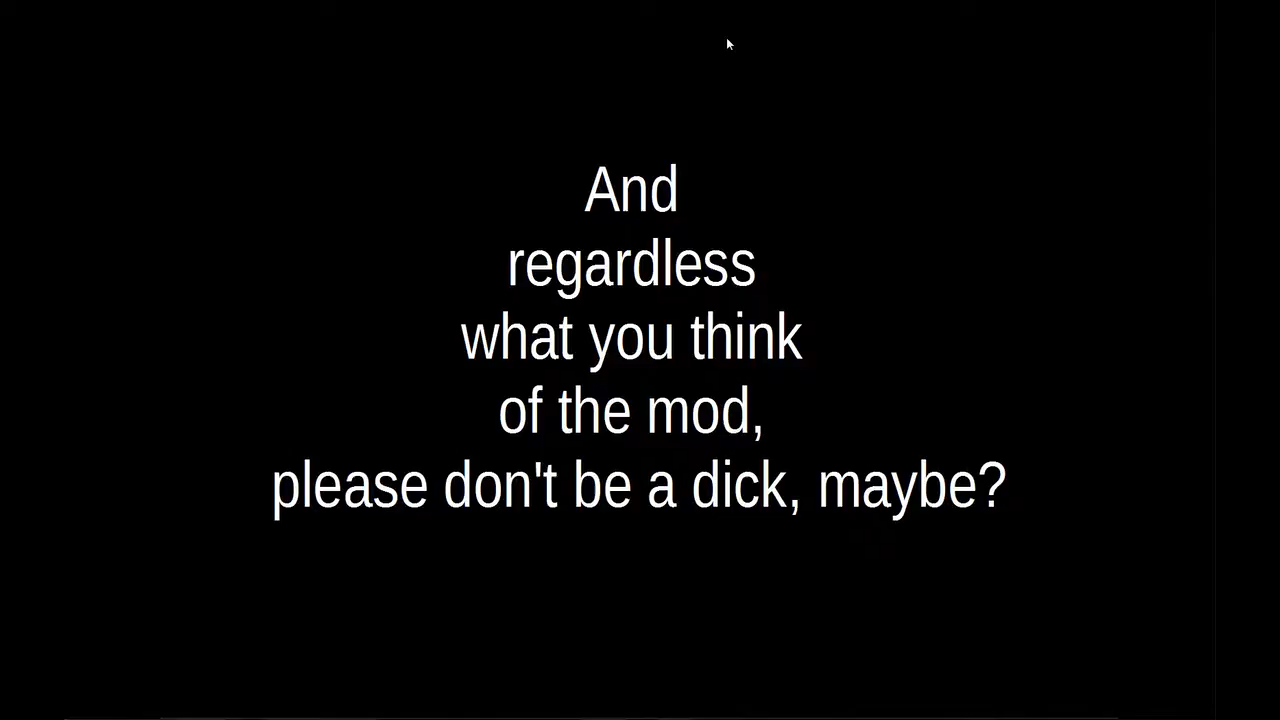 And
regardless
what you think
of the mod,
please don't be a dick, maybe?